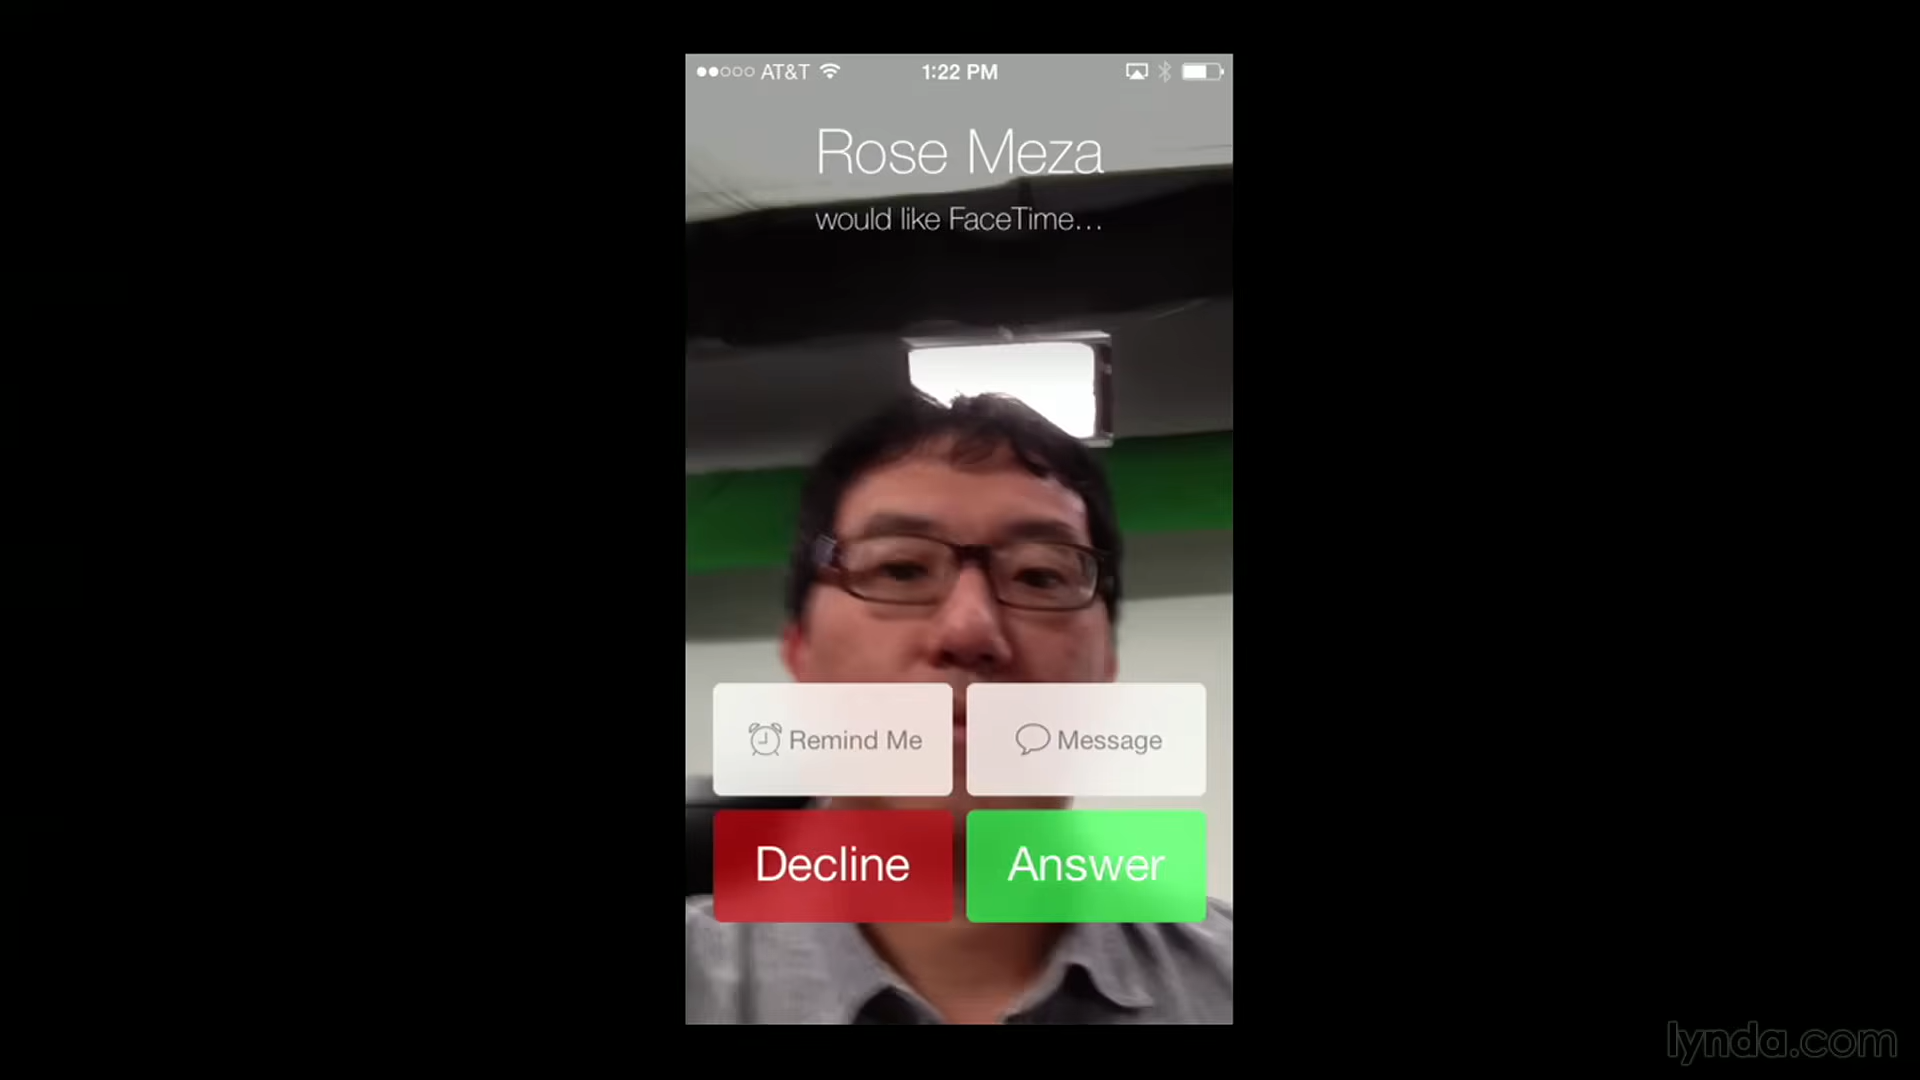 AT&T 1:22 PM
Rose Meza
would like FaceTime...
Remind Me Message
Decline Answer
lynda.com